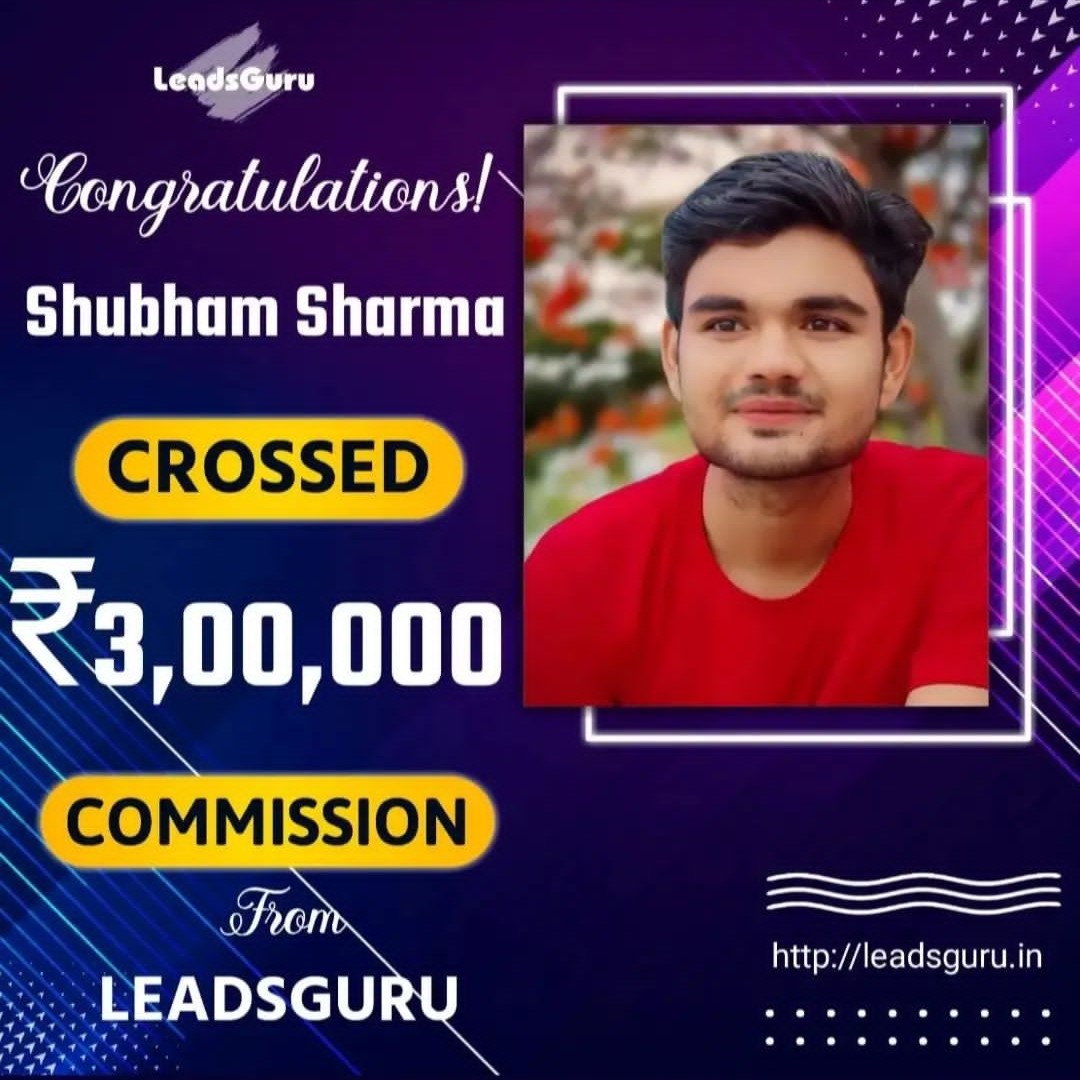 LeadsGuru
Congratulations!
Shubham Sharma
CROSSED
₹3,00,000
COMMISSION
From
LEADSGURU
http://leadsguru.in